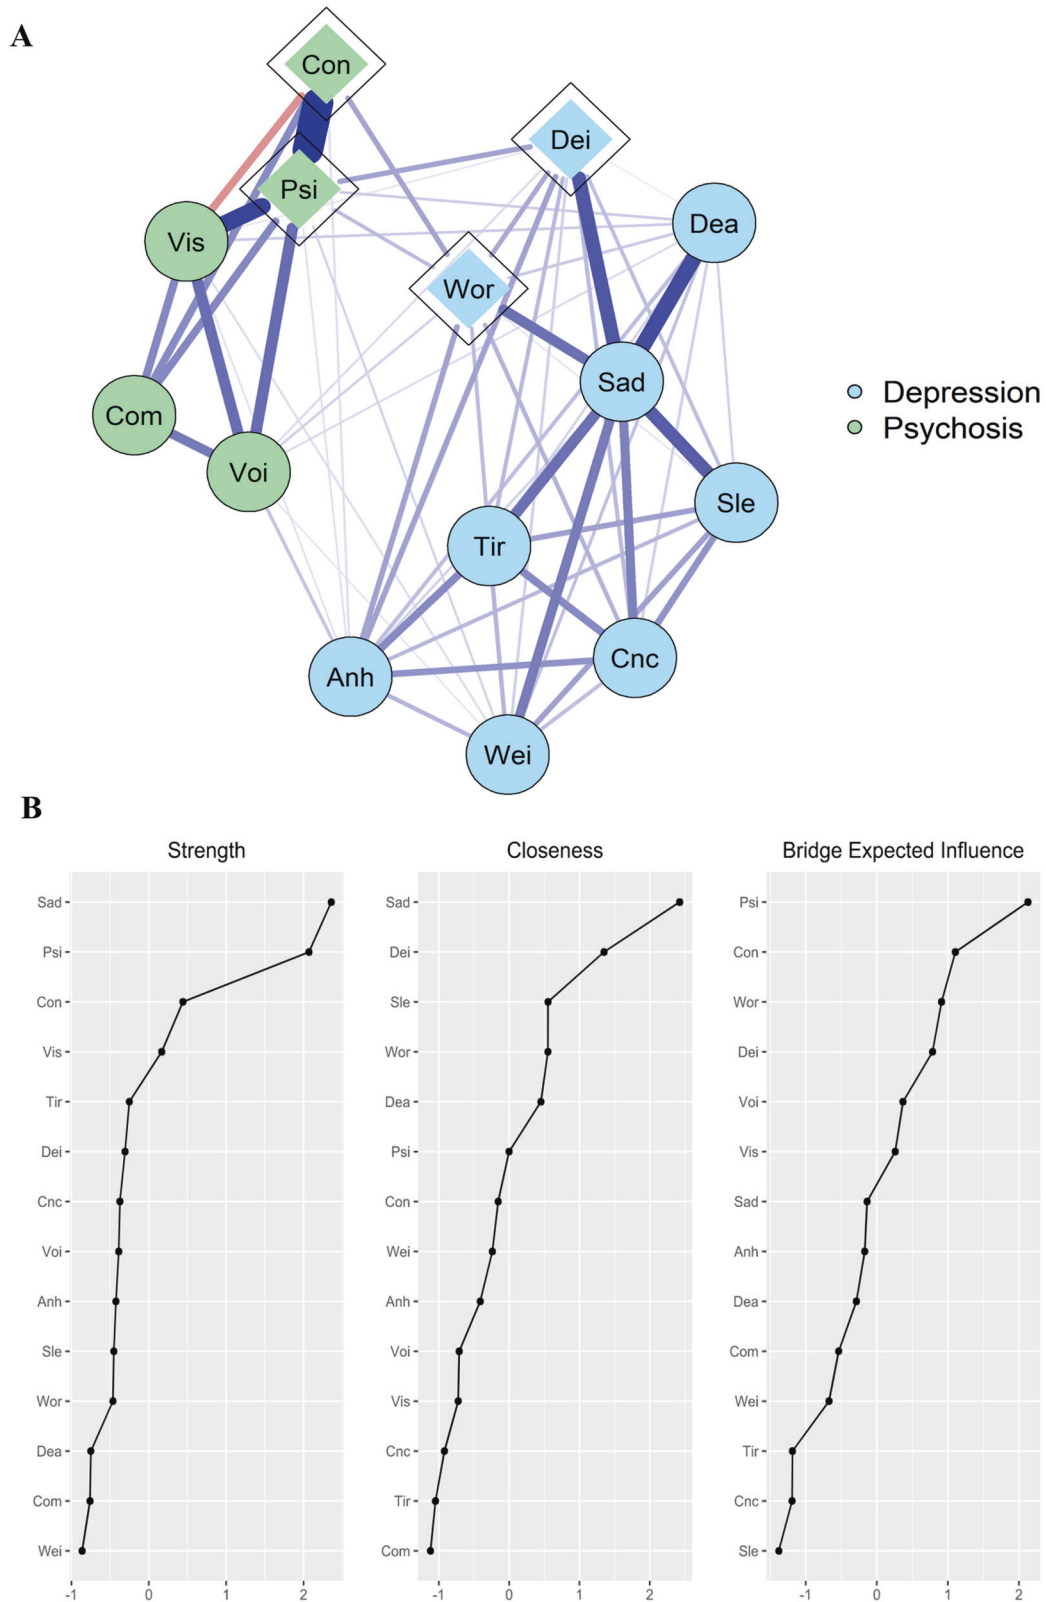 A
Con
Dei
Psi
Dea
Vis
Wor
Sad
Depression
Com
Psychosis
Voi
Sle
Tir
Cnc
Anh
Wei
B
Strength
Sad
Psi
Con
Vis
Tir
Dei
Cnc
Voi
Anh
Sle
Wor
Dea
Com
Wei
-1 0 1 2
Closeness
Sad
Dei
Sle
Wor
Dea
Psi
Con
Wei
Anh
Voi
Vis
Cnc
Tir
Com
-1 0 1 2
Bridge Expected Influence
Psi
Con
Wor
Dei
Voi
Vis
Sad
Anh
Dea
Com
Wei
Tir
Cnc
Sle
-1 0 1 2